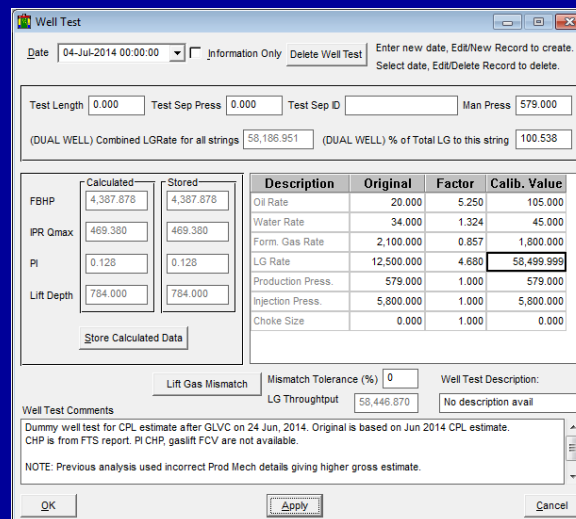 Well Test
Date 04-Jul-2014 00:00:00 Information Only Delete Well Test Enter new date, Edit/New Record to create.
Select date, Edit/Delete Record to delete.
Test Length 0.000 Test Sep Press 0.000 Test Sep ID Man Press 579.000
(DUAL WELL) Combined LGRate for all strings 58,186.951 (DUAL WELL) % of Total LG to this string 100.538
Calculated Stored
FBHP 4,387.878 4,387.878
IPR Qmax 469.380 469.380
PI 0.128 0.128
Lift Depth 784.000 784.000
Store Calculated Data
Description Original Factor Calib. Value
Oil Rate 20.000 5.250 105.000
Water Rate 34.000 1.324 45.000
Form. Gas Rate 2,100.000 0.857 1,800.000
LG Rate 12,500.000 4.680 58,499.999
Production Press. 579.000 1.000 579.000
Injection Press. 5,800.000 1.000 5,800.000
Choke Size 0.000 1.000 0.000
Lift Gas Mismatch Mismatch Tolerance (%) 0 Well Test Description:
LG Throughtput 58,446.870 No description avail
Well Test Comments
Dummy well test for CPL estimate after GLVC on 24 Jun, 2014. Original is based on Jun 2014 CPL estimate.
CHP is from FTS report. PI CHP, gaslift FCV are not available.
NOTE: Previous analysis used incorrect Prod Mech details giving higher gross estimate.
OK Apply Cancel